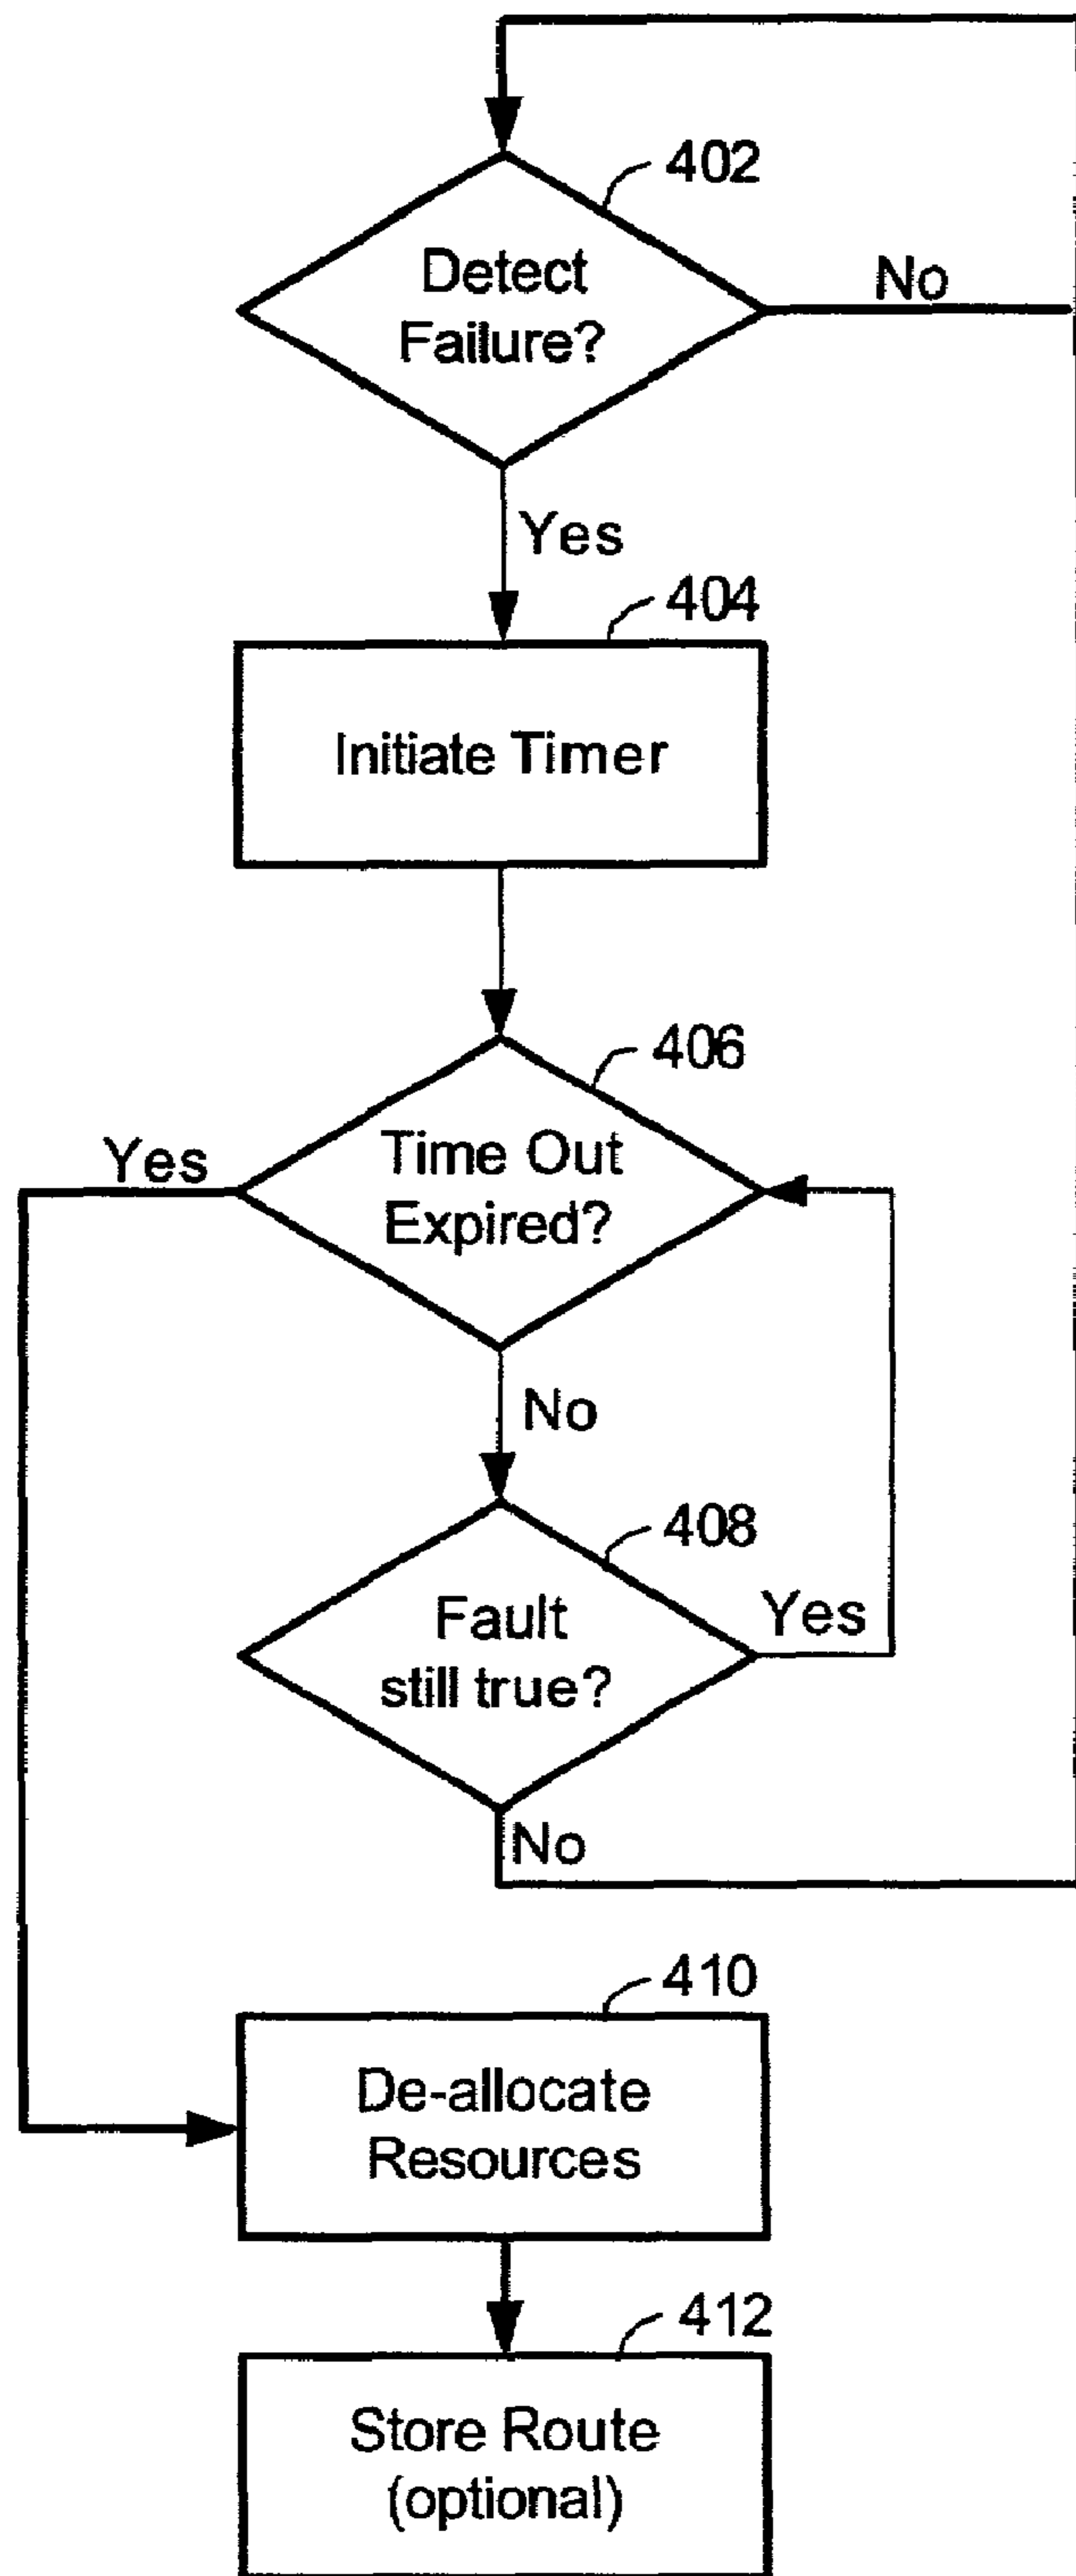 402
Detect
Failure?
No
Yes
404
Initiate Timer
406
Yes
Time Out
Expired?
No
408
Fault
still true?
Yes
No
410
De-allocate
Resources
412
Store Route
(optional)